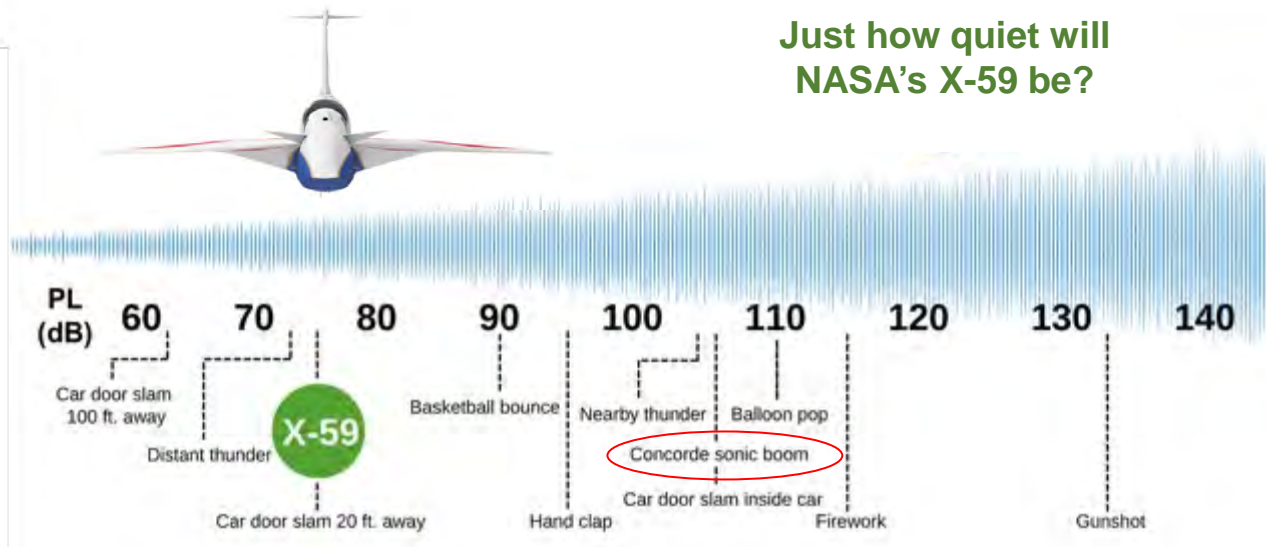 Just how quiet will
NASA's X-59 be?
PL
(dB)
60 70 80 90 100 110 120 130 140
Car door slam
100 ft. away
Distant thunder
X-59
Car door slam 20 ft. away
Basketball bounce
Hand clap
Nearby thunder
Balloon pop
Concorde sonic boom
Car door slam inside car
Firework
Gunshot